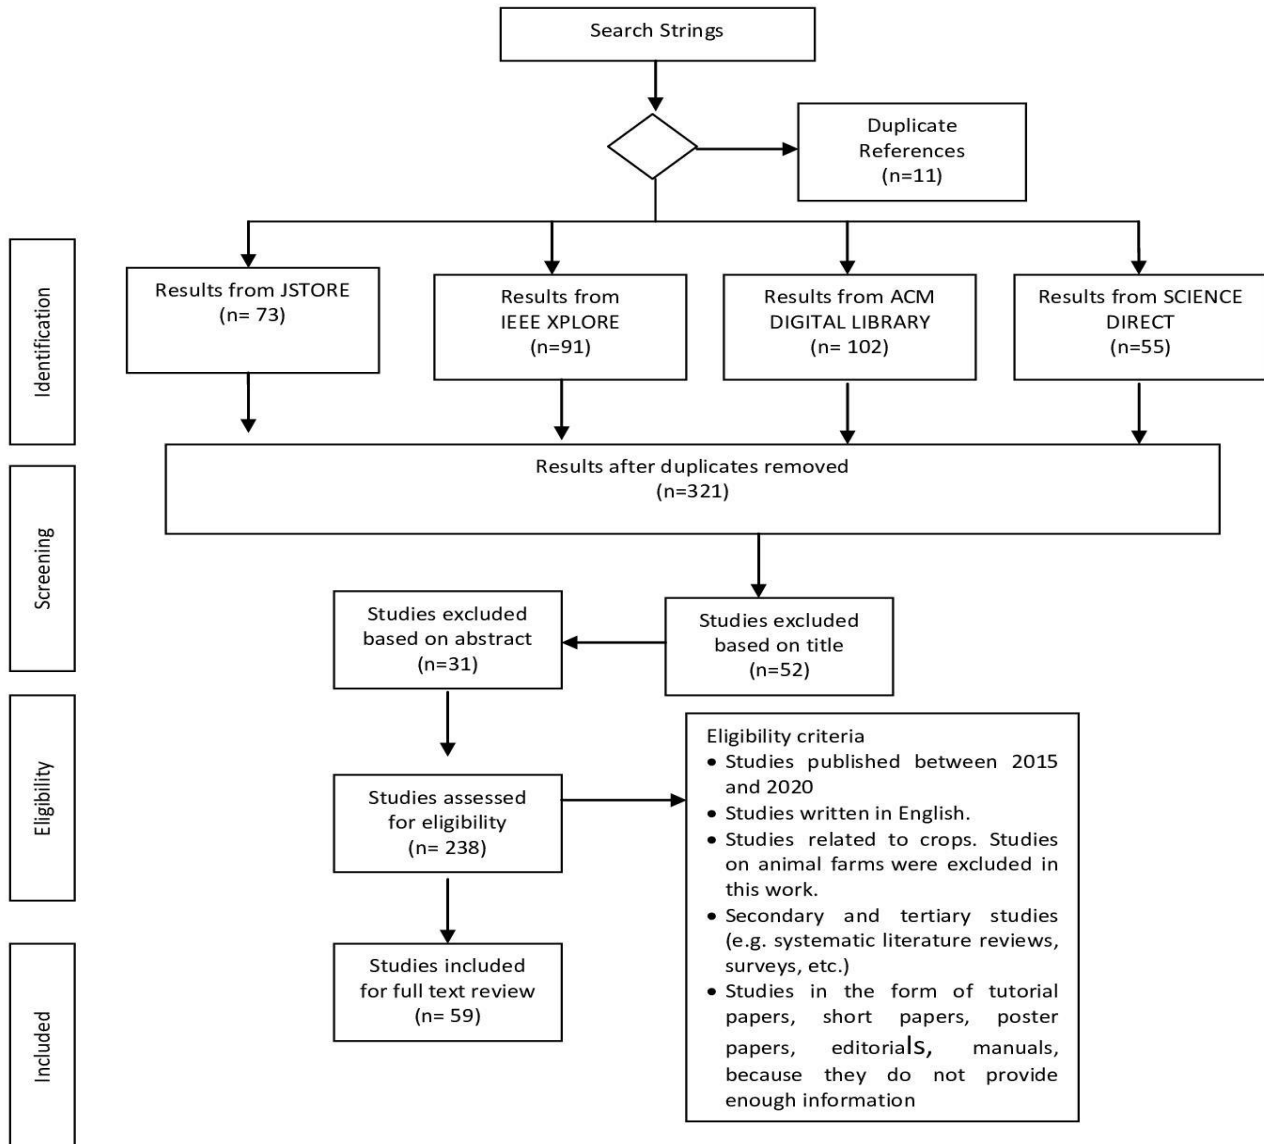 Search Strings
Duplicate
References
(n=11)
Identification
Results from JSTORE
(n= 73)
Results from
IEEE XPLORE
(n=91)
Results from ACM
DIGITAL LIBRARY
(n= 102)
Results from SCIENCE
DIRECT
(n=55)
Results after duplicates removed
(n=321)
Screening
Studies excluded
based on abstract
(n=31)
Studies excluded
based on title
(n=52)
Eligibility
Studies assessed
for eligibility
(n= 238)
Eligibility criteria
• Studies published between 2015
and 2020
• Studies written in English.
• Studies related to crops. Studies
on animal farms were excluded in
this work.
• Secondary and tertiary studies
(e.g. systematic literature reviews,
surveys, etc.)
• Studies in the form of tutorial
papers, short papers, poster
papers, editorials, manuals,
because they do not provide
enough information
Included
Studies included
for full text review
(n= 59)